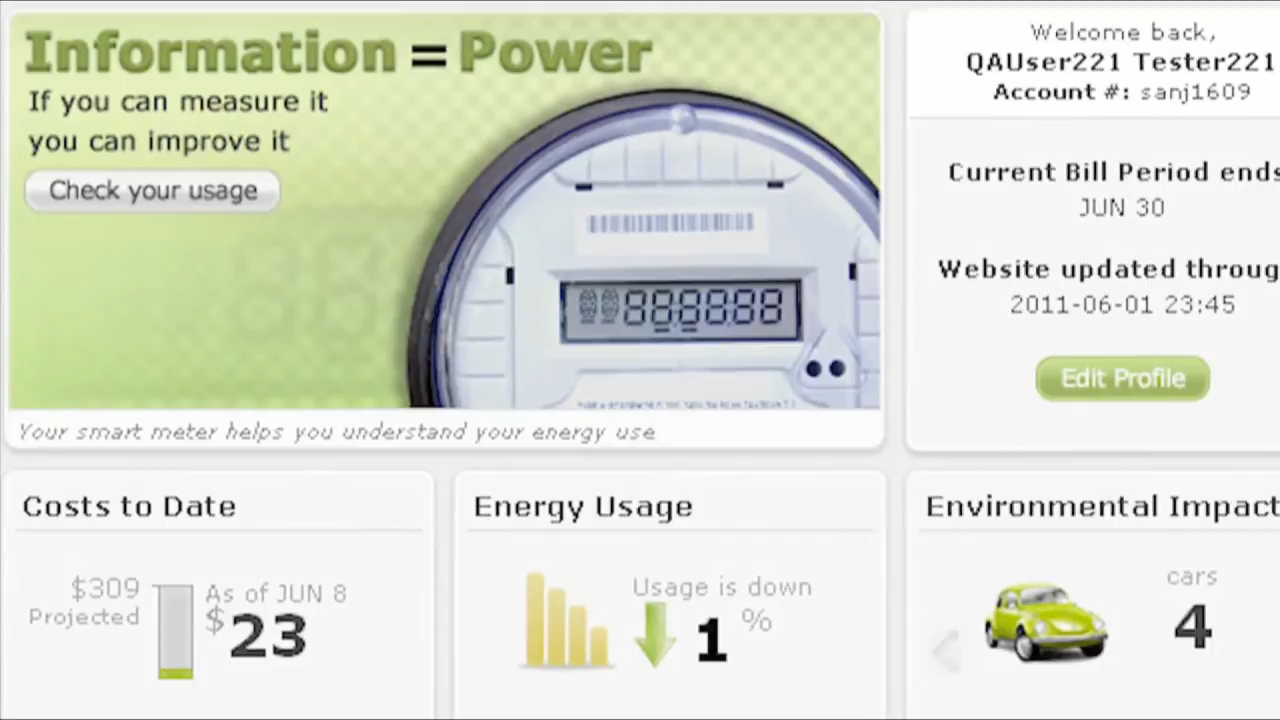 Information = Power
If you can measure it
you can improve it
Check your usage
Your smart meter helps you understand your energy use
Welcome back,
QAUser221 Tester221
Account #: sanj1609
Current Bill Period ends
JUN 30
Website updated throug
2011-06-01 23:45
Edit Profile
Costs to Date
$309
Projected
As of JUN 8
$23
Energy Usage
Usage is down
1 %
Environmental Impact
cars
4